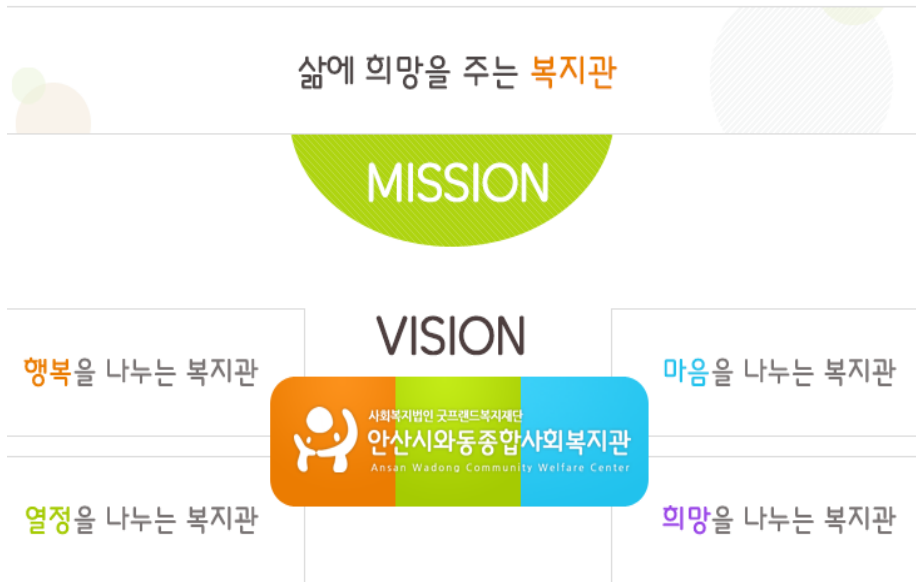 삶에 희망을 주는 복지관
MISSION
VISION
행복을 나누는 복지관
마음을 나누는 복지관
사회복지법인 굿프랜드복지재단
안산시와동종합사회복지관
Ansan Wadong Community Welfare Center
열정을 나누는 복지관
희망을 나누는 복지관